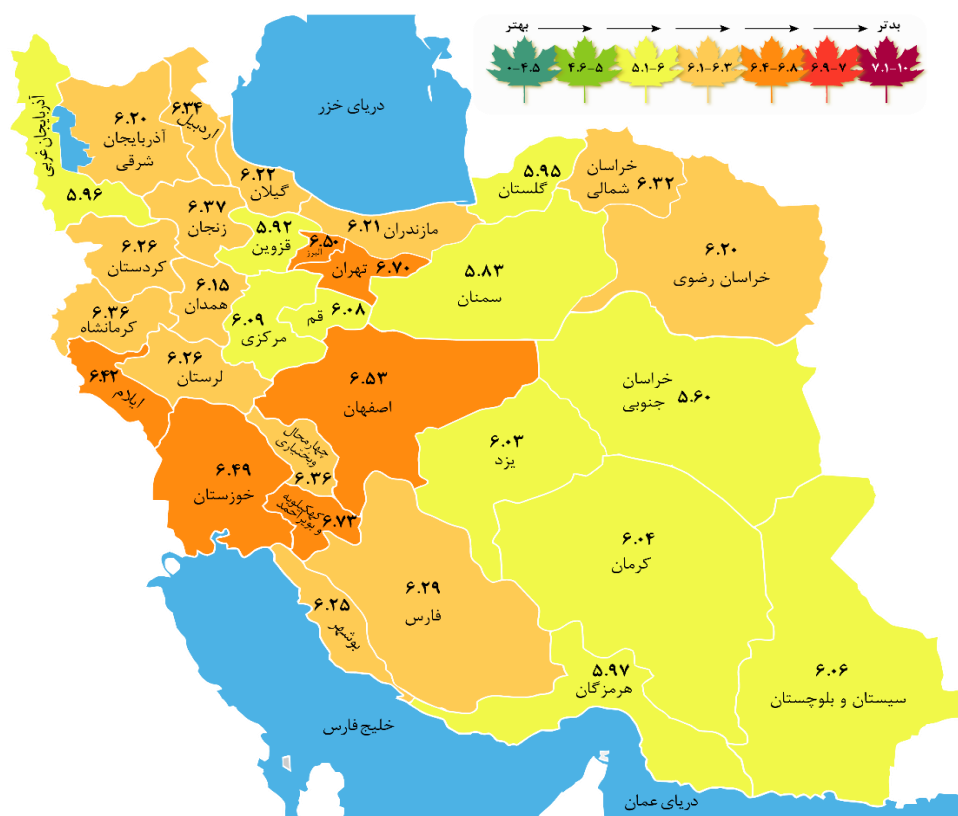 بهتر
بدتر
۰-۴.۵
۴.۶-۵
۵.۱-۶
۶.۱-۶.۳
۶.۴-۶.۸
۶.۹-۷
۷.۱-۱۰
دریای خزر
آذربایجان غربی
۵.۹۶
۶.۲۰
آذربایجان
شرقی
۶.۳۴
اردبیل
۶.۲۲
گیلان
۶.۳۷
زنجان
۵.۹۲
قزوین
۶.۵۰
البرز
تهران ۶.۷۰
مازندران ۶.۲۱
۵.۹۵
گلستان
خراسان
شمالی
۶.۳۲
۶.۲۰
خراسان رضوی
۵.۸۳
سمنان
۶.۲۶
کردستان
۶.۱۵
همدان
۶.۳۶
کرمانشاه
۶.۰۹
مرکزی
قم ۶.۰۸
۶.۲۶
لرستان
۶.۴۲
ایلام
۶.۵۳
اصفهان
خراسان
جنوبی
۵.۶۰
چهارمحال
وبختیاری
۶.۳۶
۶.۴۹
خوزستان
کهکیلویه
و بویراحمد
۶.۷۳
۶.۰۳
یزد
۶.۰۴
کرمان
۶.۲۹
فارس
۶.۲۵
بوشهر
۵.۹۷
هرمزگان
۶.۰۶
سیستان و بلوچستان
خلیج فارس
دریای عمان